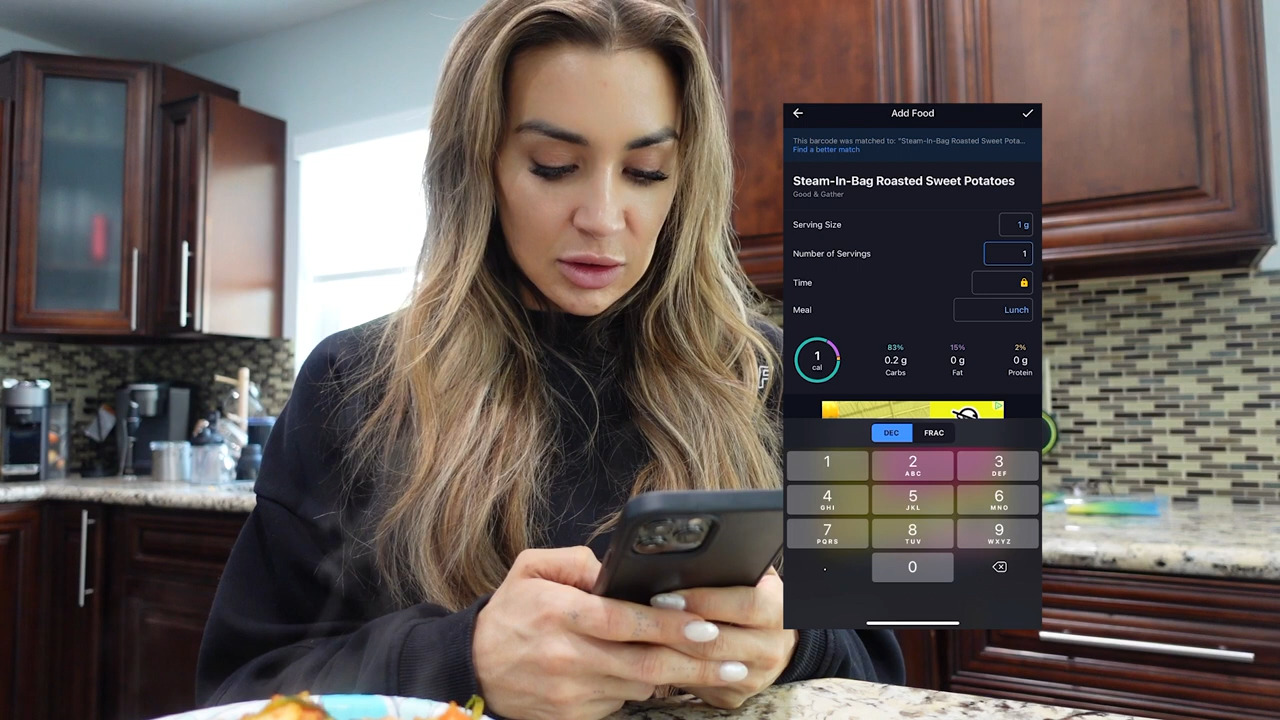 Add Food
This barcode was matched to: "Steam-In-Bag Roasted Sweet Pota...
Find a better match
Steam-In-Bag Roasted Sweet Potatoes
Good & Gather
Serving Size 1 g
Number of Servings 1
Time
Meal Lunch
83% 15% 2%
1 0.2 g 0 g 0 g
cal Carbs Fat Protein
DEC FRAC
1 2 3
ABC DEF
4 5 6
GHI JKL MNO
7 8 9
PQRS TUV WXYZ
. 0